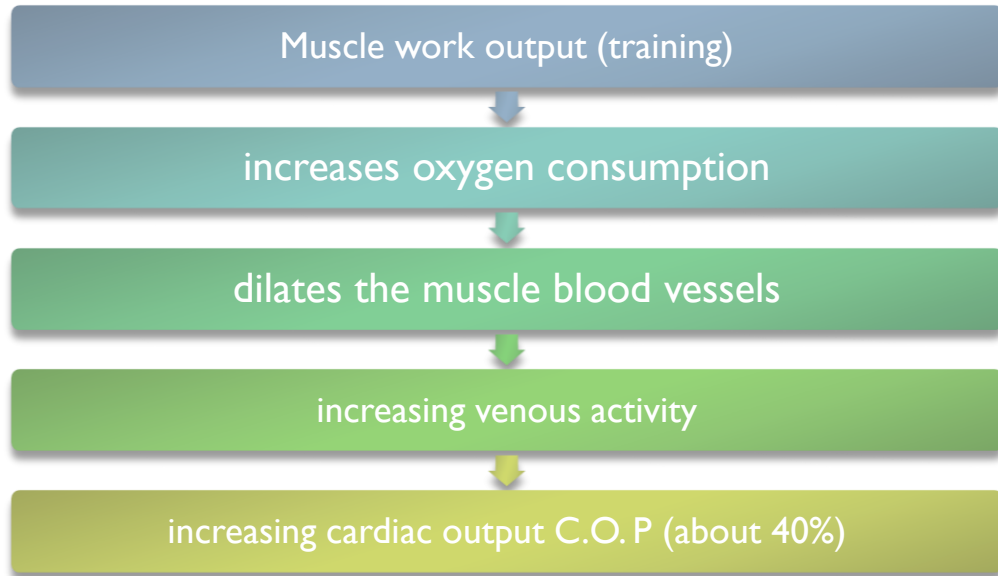 Muscle work output (training)
increases oxygen consumption
dilates the muscle blood vessels
increasing venous activity
increasing cardiac output C.O. P (about 40%)